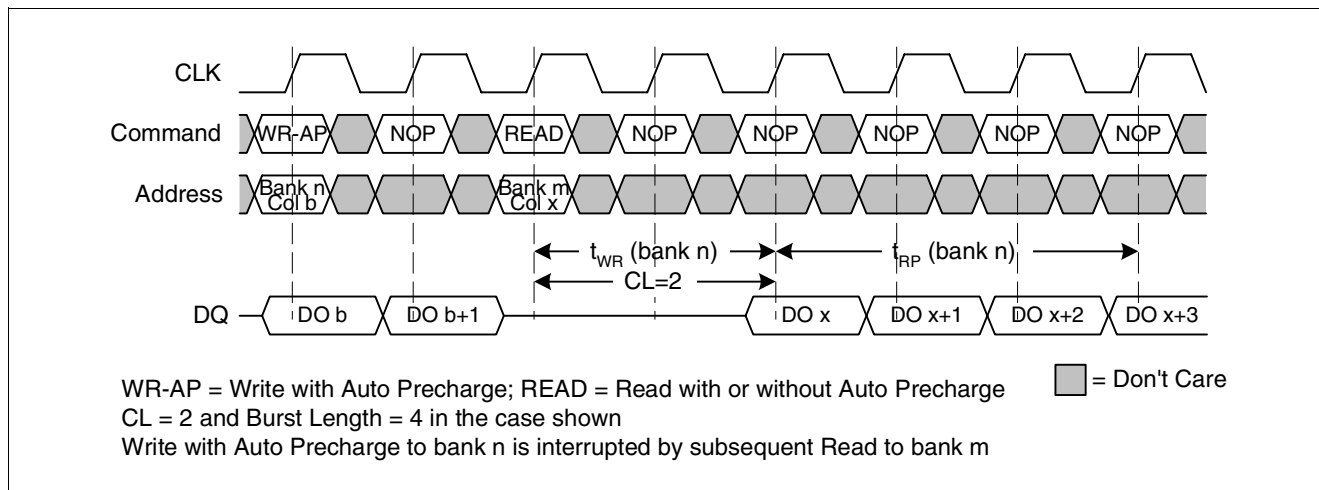 CLK
Command WR-AP NOP READ NOP NOP NOP NOP NOP
Address Bank n Col b Bank m Col x
tWR (bank n) tRP (bank n)
CL=2
DQ DO b DO b+1 DO x DO x+1 DO x+2 DO x+3
WR-AP = Write with Auto Precharge; READ = Read with or without Auto Precharge = Don't Care
CL = 2 and Burst Length = 4 in the case shown
Write with Auto Precharge to bank n is interrupted by subsequent Read to bank m